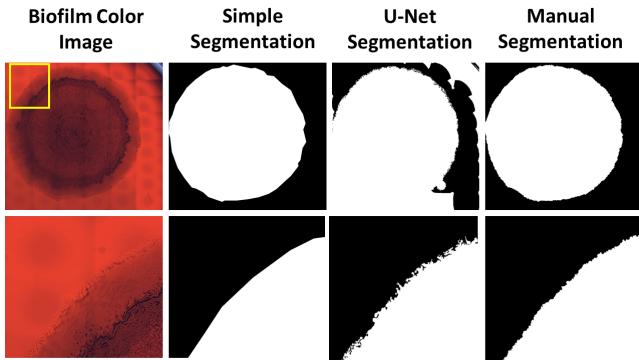 Biofilm Color
Image
Simple
Segmentation
U-Net
Segmentation
Manual
Segmentation